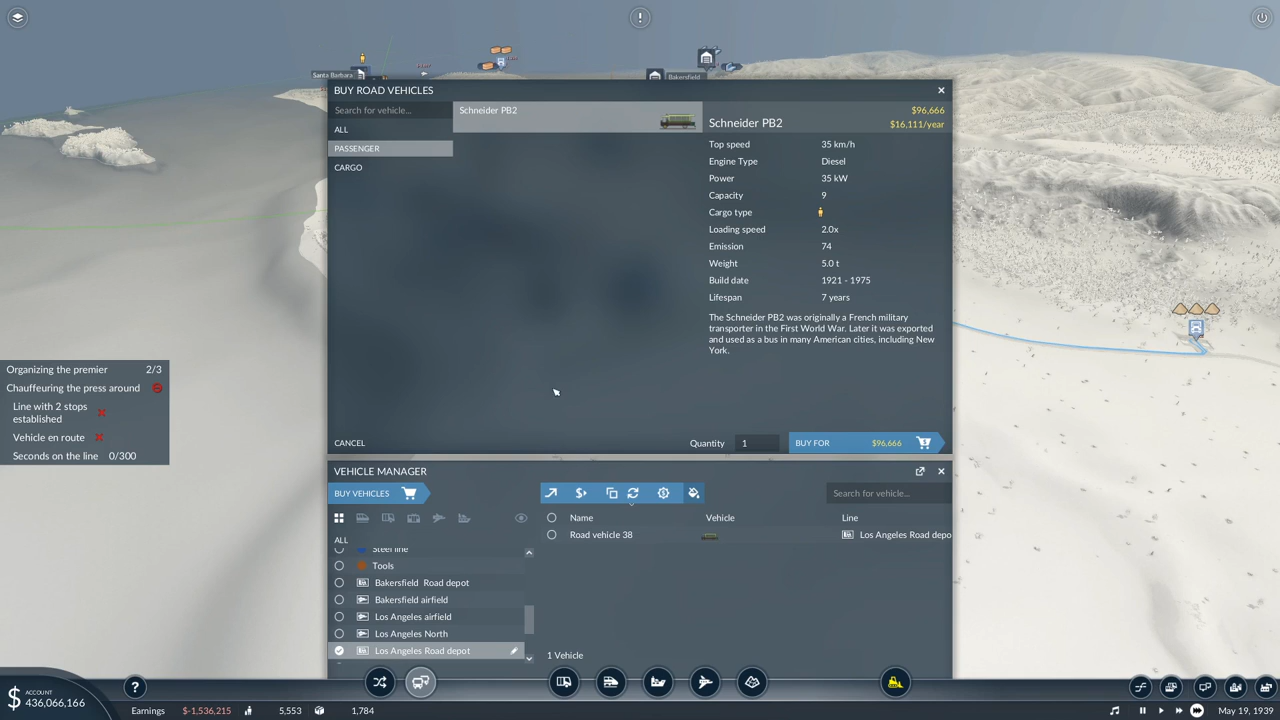 Santa Barbara
Bakersfield
BUY ROAD VEHICLES
Search for vehicle...
ALL
PASSENGER
CARGO
Schneider PB2
$96,666
Schneider PB2
$16,111/year
Top speed 35 km/h
Engine Type Diesel
Power 35 kW
Capacity 9
Cargo type
Loading speed 2.0x
Emission 74
Weight 5.0 t
Build date 1921 - 1975
Lifespan 7 years
The Schneider PB2 was originally a French military
transporter in the First World War. Later it was exported
and used as a bus in many American cities, including New
York.
CANCEL
Quantity 1
BUY FOR $96,666
Organizing the premier 2/3
Chauffeuring the press around
Line with 2 stops
established
Vehicle en route
Seconds on the line 0/300
VEHICLE MANAGER
BUY VEHICLES
Search for vehicle...
ALL
Steel line
Tools
Bakersfield Road depot
Bakersfield airfield
Los Angeles airfield
Los Angeles North
Los Angeles Road depot
Name Vehicle Line
Road vehicle 38 Los Angeles Road depo
1 Vehicle
$ ACCOUNT
436,066,166
?
Earnings $-1,536,215 5,553 1,784
May 19, 1939